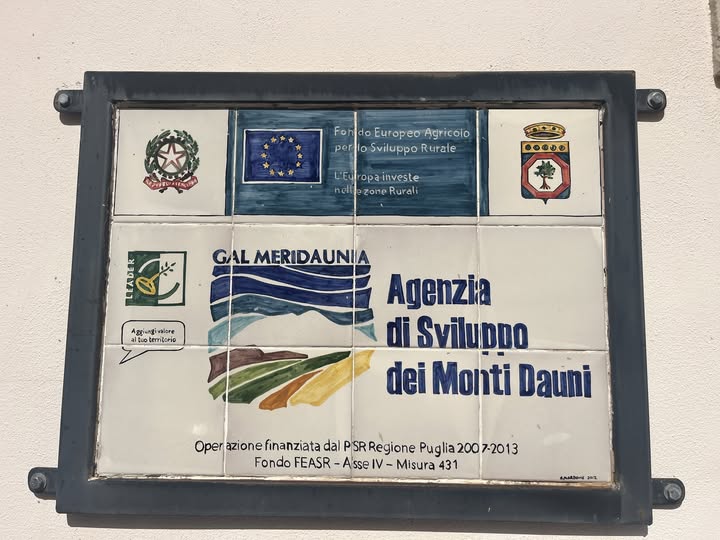 Fondo Europeo Agricolo
per lo Sviluppo Rurale
L'Europa investe
nelle zone Rurali
LEADER
GAL MERIDAUNIA
Aggiungi valore
al tuo territorio
Agenzia
di Sviluppo
dei Monti Dauni
Operazione finanziata dal PSR Regione Puglia 2007-2013
Fondo FEASR - Asse IV - Misura 431